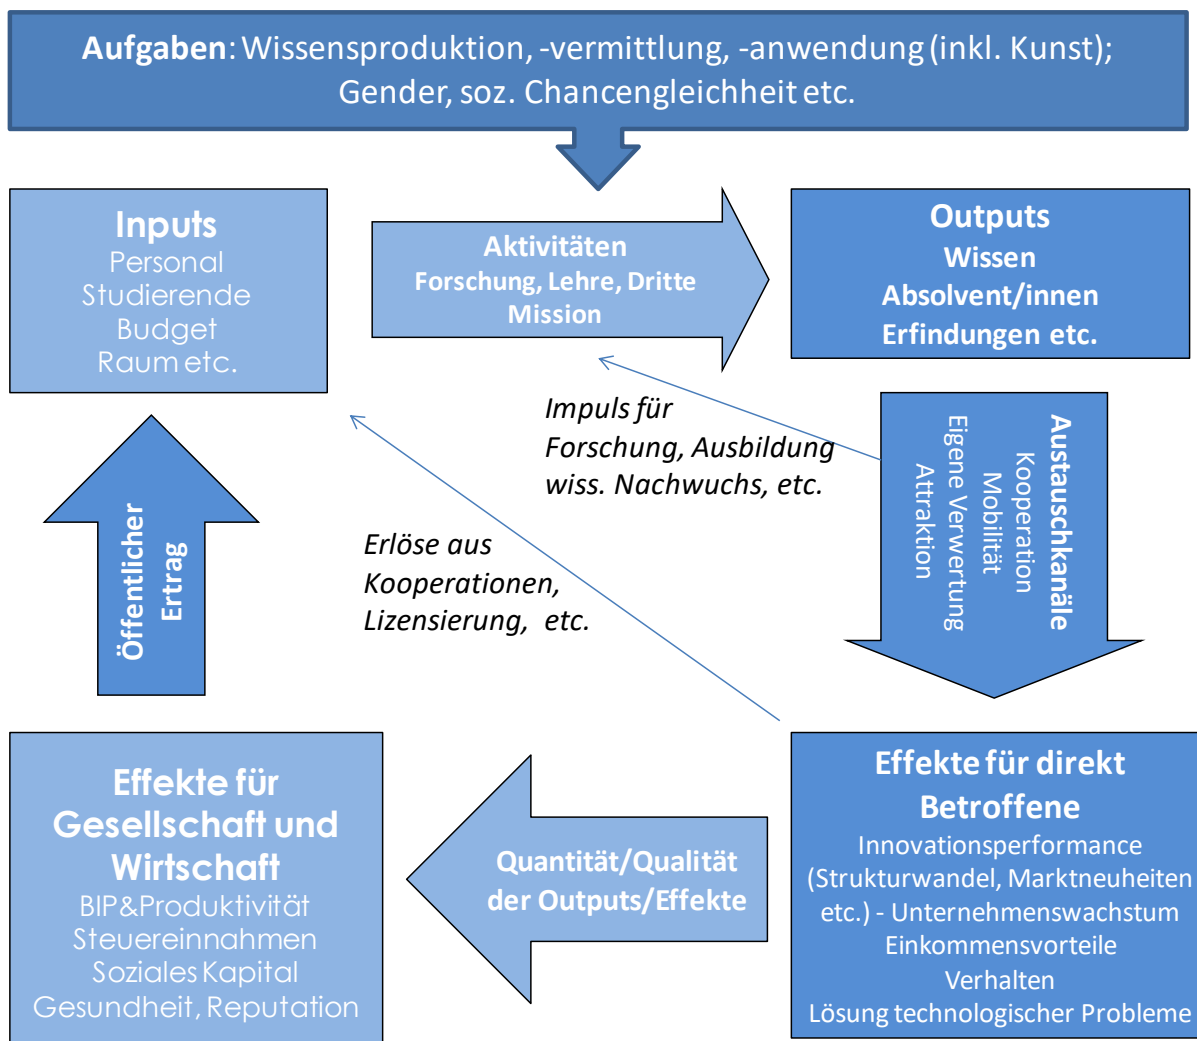 Aufgaben: Wissensproduktion, -vermittlung, -anwendung (inkl. Kunst);
Gender, soz. Chancengleichheit etc.
Inputs
Personal
Studierende
Budget
Raum etc.
Aktivitäten
Forschung, Lehre, Dritte
Mission
Outputs
Wissen
Absolvent/innen
Erfindungen etc.
Impuls für
Forschung, Ausbildung
wiss. Nachwuchs, etc.
Austauschkanäle
Kooperation
Mobilität
Eigene Verwertung
Attraktion
Öffentlicher
Ertrag
Erlöse aus
Kooperationen,
Lizensierung, etc.
Effekte für
Gesellschaft und
Wirtschaft
BIP&Produktivität
Steuereinnahmen
Soziales Kapital
Gesundheit, Reputation
Quantität/Qualität
der Outputs/Effekte
Effekte für direkt
Betroffene
Innovationsperformance
(Strukturwandel, Marktneuheiten
etc.) - Unternehmenswachstum
Einkommensvorteile
Verhalten
Lösung technologischer Probleme